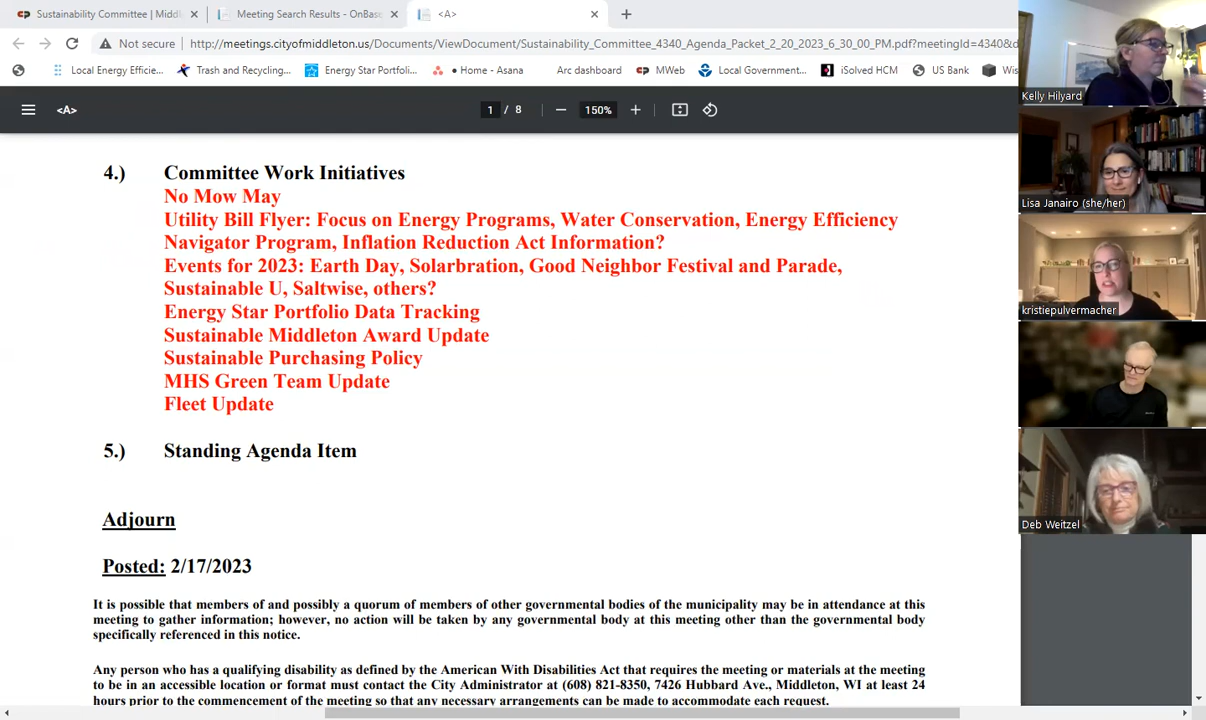 Sustainability Committee | Middl
Meeting Search Results - OnBas
<A>
Not secure
http://meetings.cityofmiddleton.us/Documents/ViewDocument/Sustainability_Committee_4340_Agenda_Packet_2_20_2023_6_30_00_PM.pdf?meetingId=4340&d
Local Energy Efficie...
Trash and Recycling...
Energy Star Portfoli...
• Home - Asana
Arc dashboard
MWeb
Local Government...
iSolved HCM
US Bank
Wis
<A>
1 / 8
150%
4.) Committee Work Initiatives
No Mow May
Utility Bill Flyer: Focus on Energy Programs, Water Conservation, Energy Efficiency
Navigator Program, Inflation Reduction Act Information?
Events for 2023: Earth Day, Solarbration, Good Neighbor Festival and Parade,
Sustainable U, Saltwise, others?
Energy Star Portfolio Data Tracking
Sustainable Middleton Award Update
Sustainable Purchasing Policy
MHS Green Team Update
Fleet Update
5.) Standing Agenda Item
Adjourn
Posted: 2/17/2023
It is possible that members of and possibly a quorum of members of other governmental bodies of the municipality may be in attendance at this
meeting to gather information; however, no action will be taken by any governmental body at this meeting other than the governmental body
specifically referenced in this notice.
Any person who has a qualifying disability as defined by the American With Disabilities Act that requires the meeting or materials at the meeting
to be in an accessible location or format must contact the City Administrator at (608) 821-8350, 7426 Hubbard Ave., Middleton, WI at least 24
hours prior to the commencement of the meeting so that any necessary arrangements can be made to accommodate each request.
Kelly Hilyard
Lisa Janairo (she/her)
kristiepulvermacher
Deb Weitzel